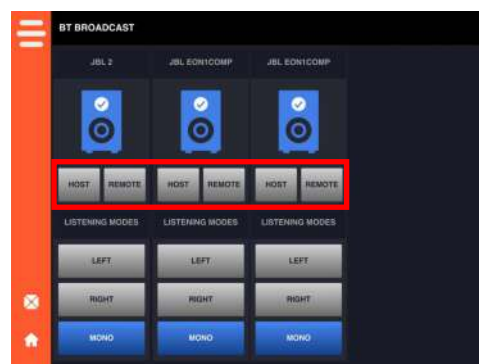 BT BROADCAST
JBL 2 JBL EON1COMP JBL EON1COMP
HOST REMOTE HOST REMOTE HOST REMOTE
LISTENING MODES LISTENING MODES LISTENING MODES
LEFT LEFT LEFT
RIGHT RIGHT RIGHT
MONO MONO MONO